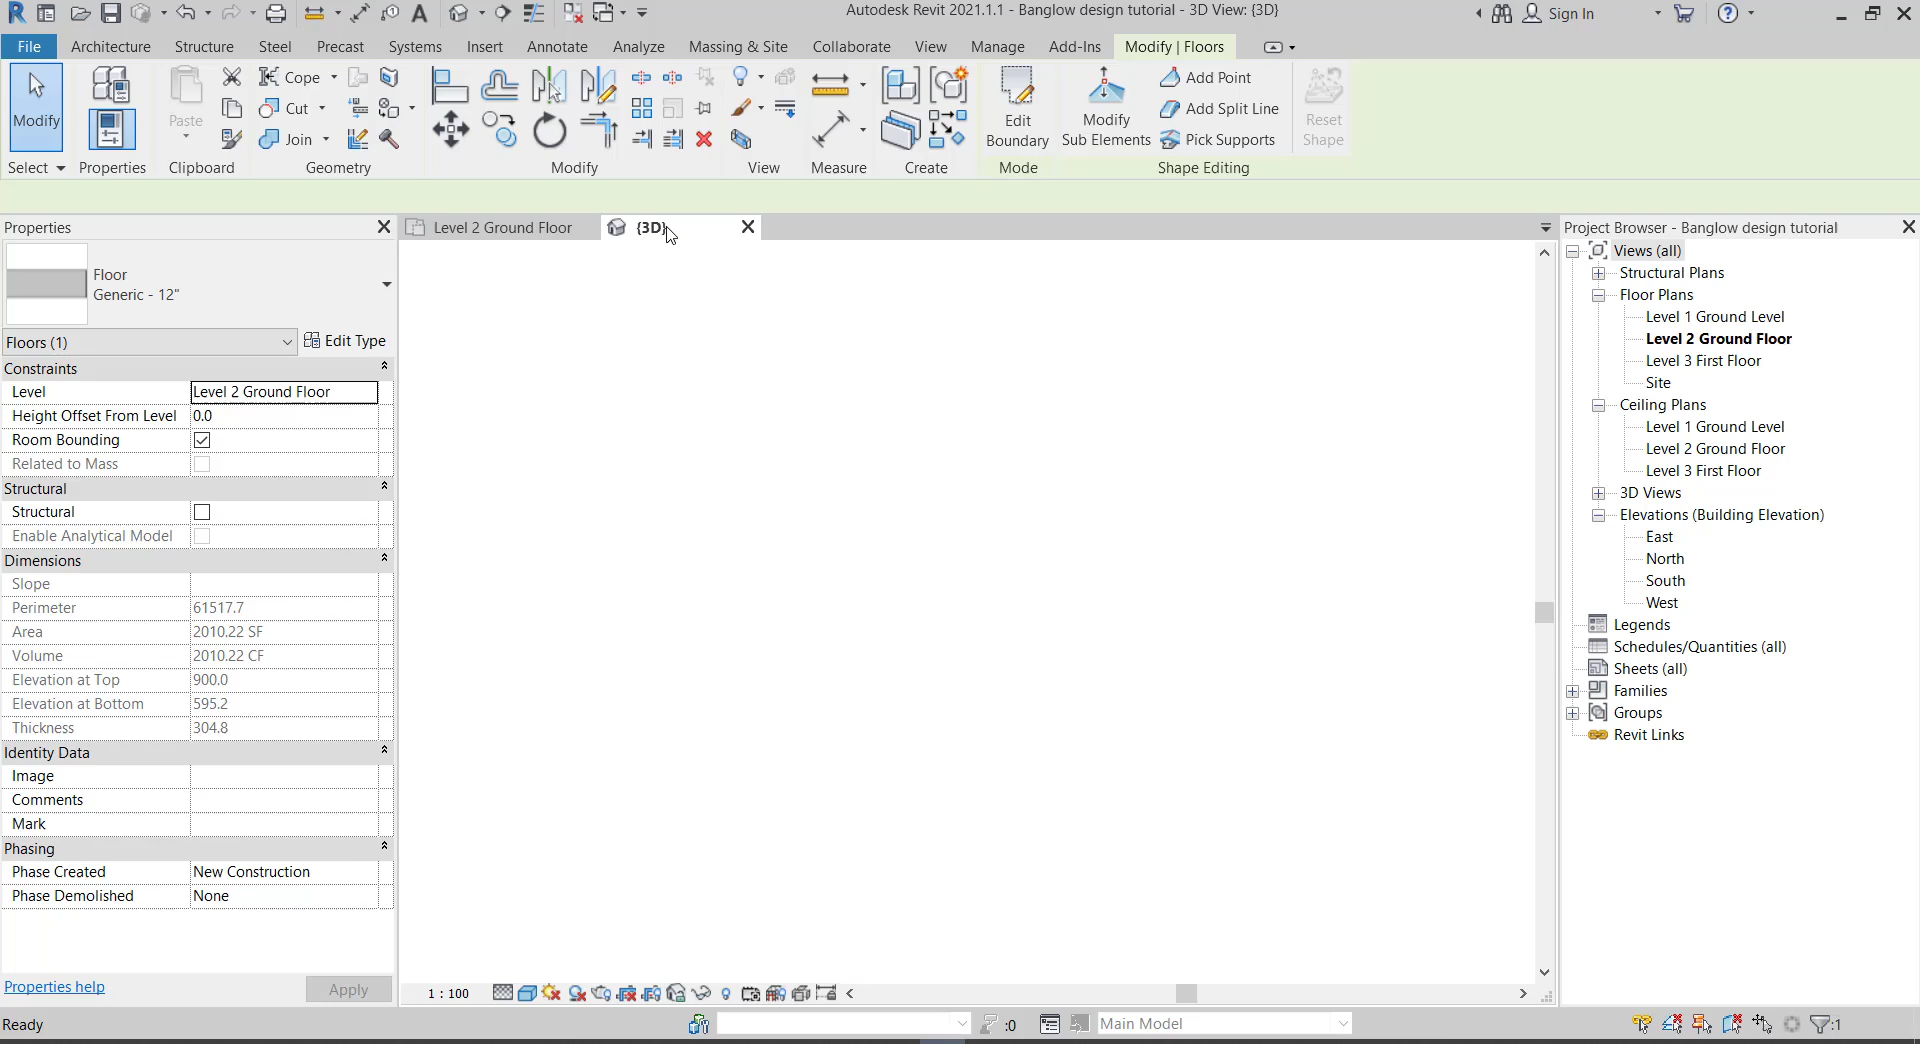 Autodesk Revit 2021.1.1 - Banglow design tutorial - 3D View: {3D}
Sign In
File Architecture Structure Steel Precast Systems Insert Annotate Analyze Massing & Site Collaborate View Manage Add-Ins Modify | Floors
Modify
Paste
Cope
Cut
Join
Edit Boundary
Modify Sub Elements
Add Point
Add Split Line
Pick Supports
Reset Shape
Select Properties Clipboard Geometry Modify View Measure Create Mode Shape Editing
Properties
Floor
Generic - 12"
Floors (1)
Edit Type
Constraints
Level Level 2 Ground Floor
Height Offset From Level 0.0
Room Bounding
Related to Mass
Structural
Structural
Enable Analytical Model
Dimensions
Slope
Perimeter 61517.7
Area 2010.22 SF
Volume 2010.22 CF
Elevation at Top 900.0
Elevation at Bottom 595.2
Thickness 304.8
Identity Data
Image
Comments
Mark
Phasing
Phase Created New Construction
Phase Demolished None
Properties help
Apply
Level 2 Ground Floor
{3D}
1 : 100
Project Browser - Banglow design tutorial
Views (all)
Structural Plans
Floor Plans
Level 1 Ground Level
Level 2 Ground Floor
Level 3 First Floor
Site
Ceiling Plans
Level 1 Ground Level
Level 2 Ground Floor
Level 3 First Floor
3D Views
Elevations (Building Elevation)
East
North
South
West
Legends
Schedules/Quantities (all)
Sheets (all)
Families
Groups
Revit Links
Ready
:0
Main Model
:1